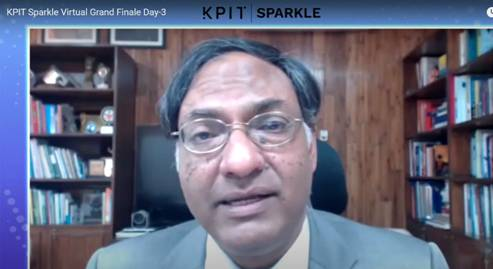 KPIT Sparkle Virtual Grand Finale Day-3
KPIT | SPARKLE